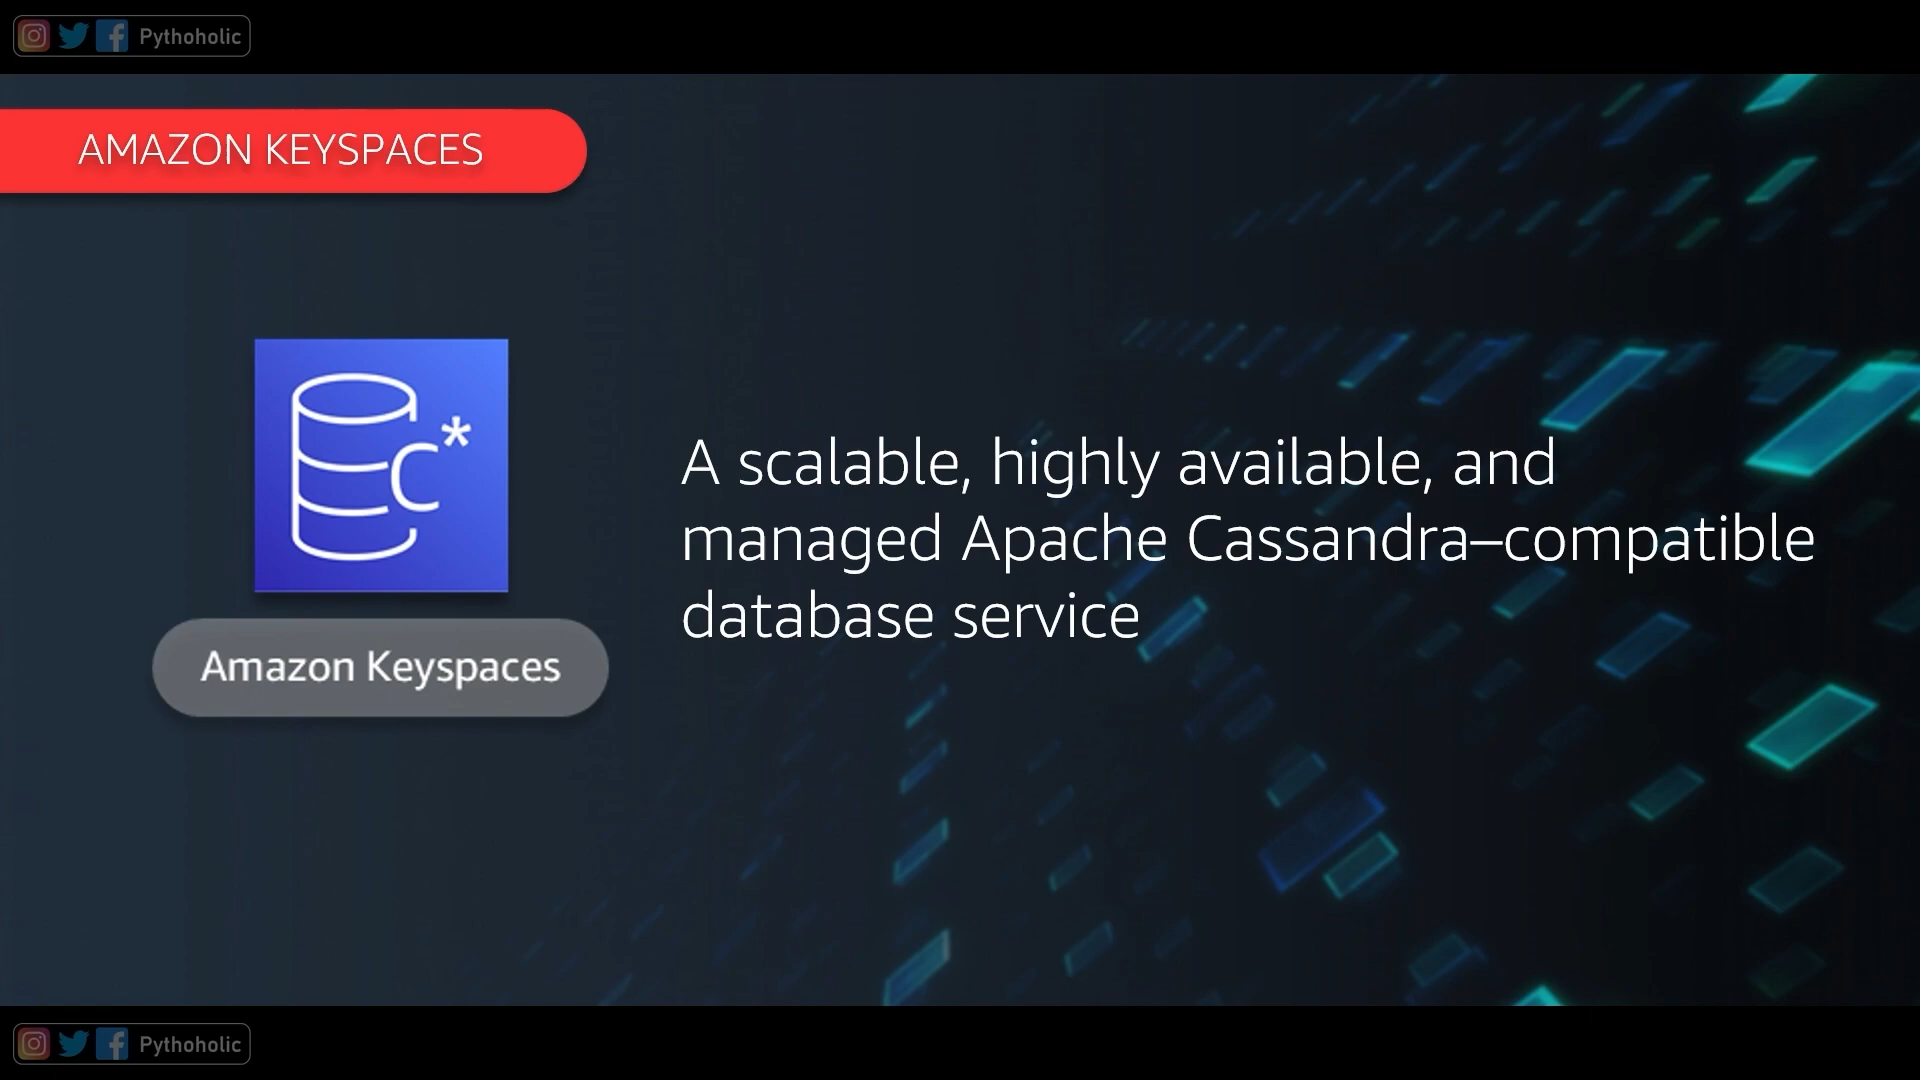 Pythoholic
AMAZON KEYSPACES
C*
Amazon Keyspaces
A scalable, highly available, and
managed Apache Cassandra–compatible
database service
Pythoholic